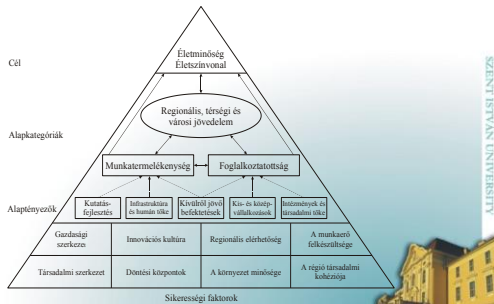 Életminőség
Életszínvonal
Cél
Regionális, térségi és
városi jövedelem
Alapkategóriák
Munkatermelékenység
Foglalkoztatottság
Alaptényezők
Kutatás-
fejlesztés
Infrastruktúra
és humán tőke
Kívülről jövő
befektetések
Kis- és közép-
vállalkozások
Intézmények és
társadalmi tőke
Gazdasági
szerkezet
Innovációs kultúra
Regionális elérhetőség
A munkaerő
felkészültsége
Társadalmi szerkezet
Döntési központok
A környezet minősége
A régió társadalmi
kohéziója
Sikerességi faktorok
SZENT ISTVÁN UNIVERSITY